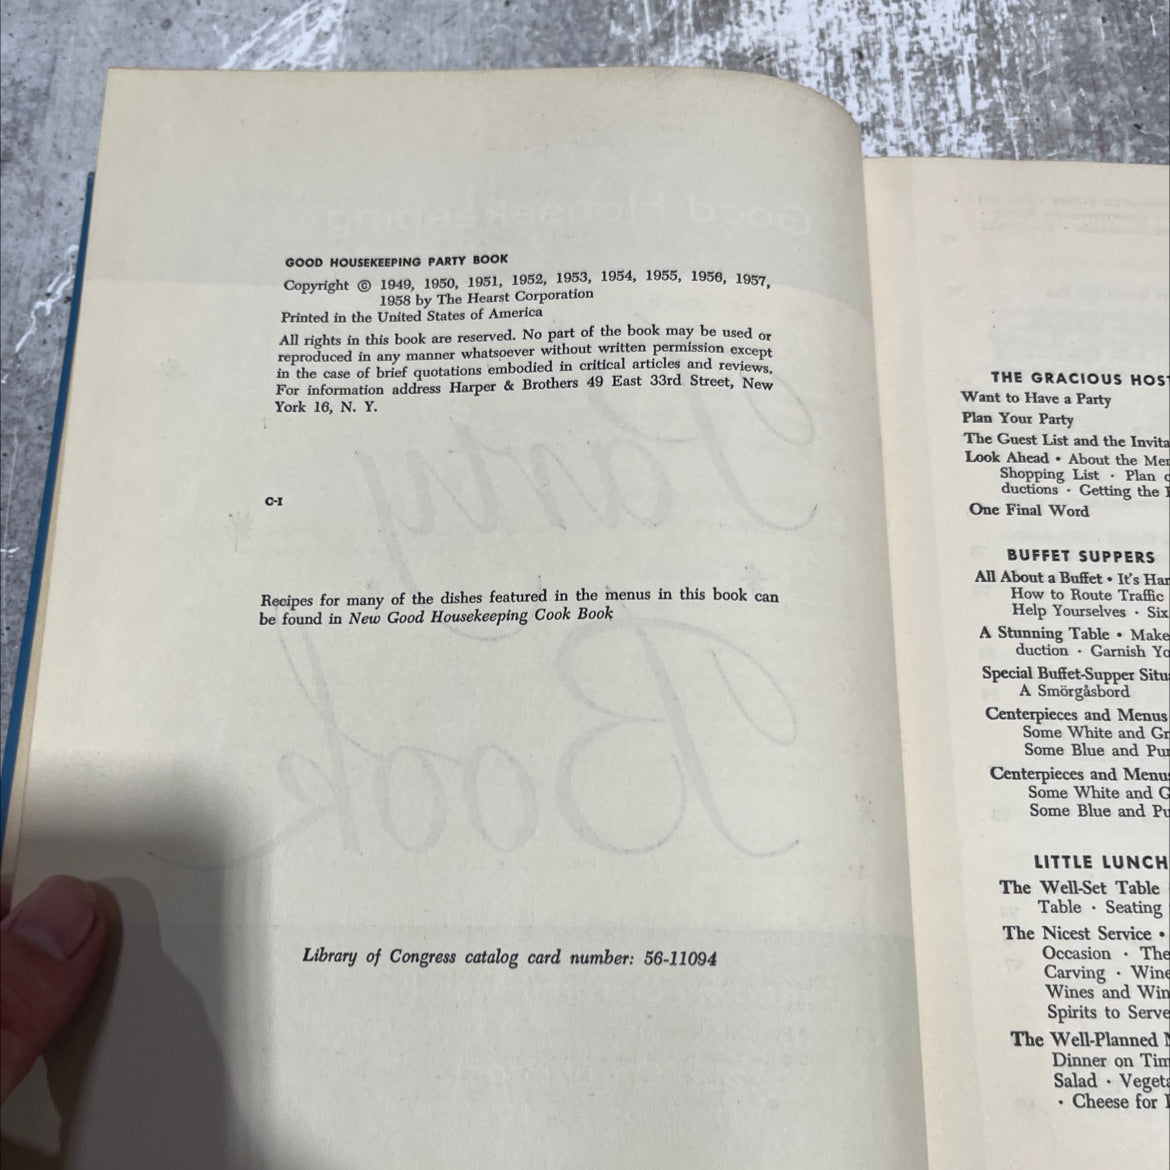 GOOD HOUSEKEEPING PARTY BOOK
Copyright © 1949, 1950, 1951, 1952, 1953, 1954, 1955, 1956, 1957,
1958 by The Hearst Corporation
Printed in the United States of America
All rights in this book are reserved. No part of the book may be used or
reproduced in any manner whatsoever without written permission except
in the case of brief quotations embodied in critical articles and reviews.
For information address Harper & Brothers 49 East 33rd Street, New
York 16, N. Y.
C-I
Recipes for many of the dishes featured in the menus in this book can
be found in New Good Housekeeping Cook Book
Library of Congress catalog card number: 56-11094
THE GRACIOUS HOST
Want to Have a Party
Plan Your Party
The Guest List and the Invita
Look Ahead • About the Mer
Shopping List · Plan
ductions · Getting the
One Final Word
BUFFET SUPPERS
All About a Buffet • It's Har
How to Route Traffic
Help Yourselves · Six
A Stunning Table • Make
duction · Garnish Yo
Special Buffet-Supper Situ
A Smörgåsbord
Centerpieces and Menus
Some White and Gr
Some Blue and Pur
Centerpieces and Menu
Some White and G
Some Blue and Pu
LITTLE LUNCH
The Well-Set Table
Table · Seating
The Nicest Service •
Occasion · The
Carving · Wine
Wines and Win
Spirits to Serve
The Well-Planned
Dinner on Tim
Salad · Vegeta
· Cheese for